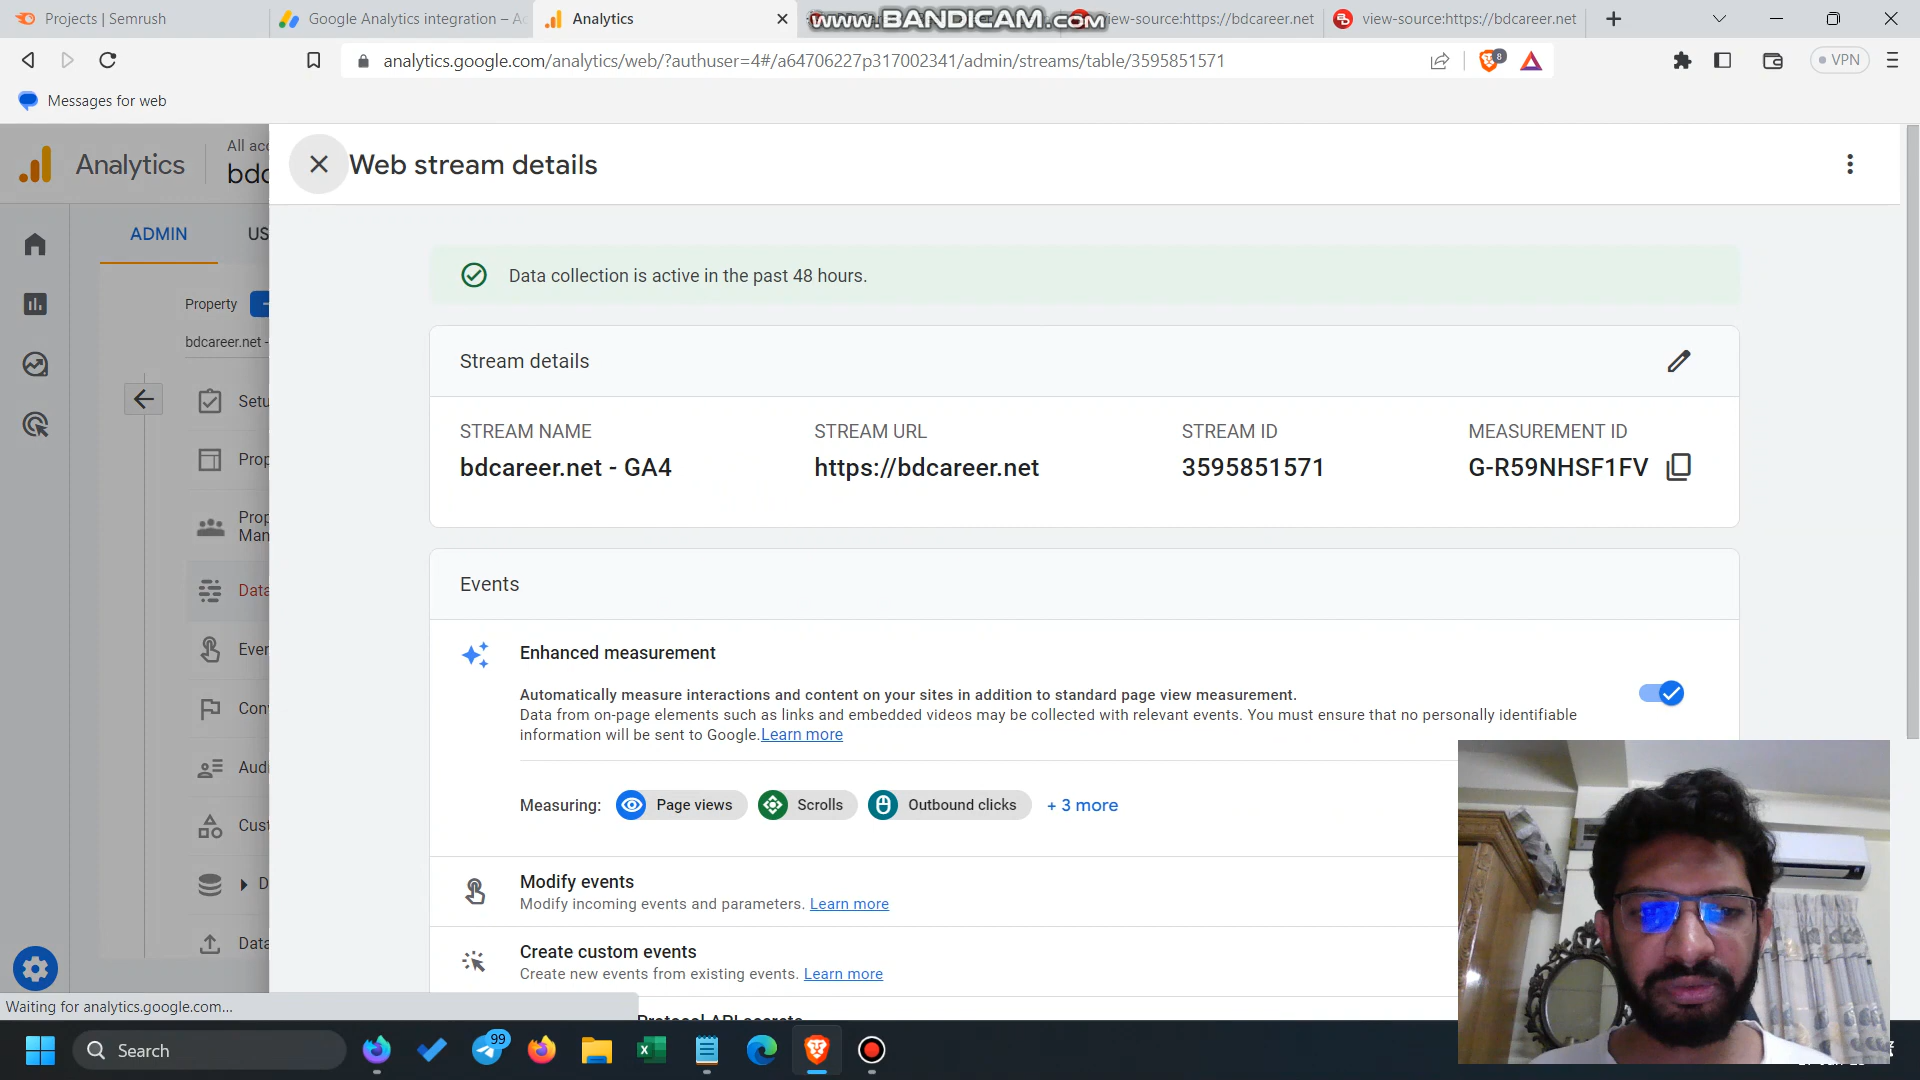 Projects | Semrush
Google Analytics integration – Ad
Analytics
www.BANDICAM.com
view-source:https://bdcareer.net
view-source:https://bdcareer.net
analytics.google.com/analytics/web/?authuser=4#/a64706227p317002341/admin/streams/table/3595851571
8
VPN
Messages for web
Analytics
All acc
bdc
Web stream details
ADMIN
US
Data collection is active in the past 48 hours.
Property
bdcareer.net -
Stream details
Setu
STREAM NAME
STREAM URL
STREAM ID
MEASUREMENT ID
bdcareer.net - GA4
https://bdcareer.net
3595851571
G-R59NHSF1FV
Prop
Prop
Man
Events
Data
Even
Enhanced measurement
Automatically measure interactions and content on your sites in addition to standard page view measurement.
Data from on-page elements such as links and embedded videos may be collected with relevant events. You must ensure that no personally identifiable
information will be sent to Google.Learn more
Con
Audi
Measuring:
Page views
Scrolls
Outbound clicks
+ 3 more
Cust
D
Modify events
Modify incoming events and parameters. Learn more
Data
Create custom events
Create new events from existing events. Learn more
Waiting for analytics.google.com...
Protocol API secrets
Search
99